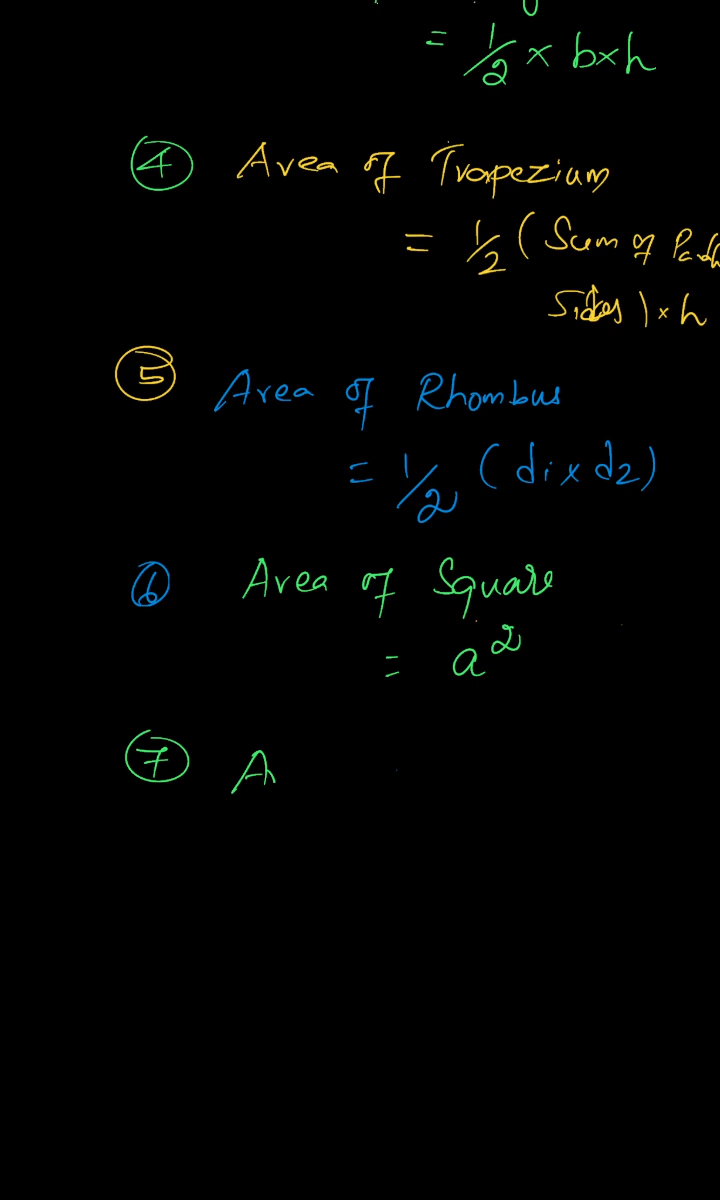 = 1/2 × b×h
④ Area of Trapezium
= 1/2 ( Sum of
Sides ) × h
⑤ Area of Rhombus
= 1/2 ( d1 × d2 )
⑥ Area of Square
= a²
⑦ A